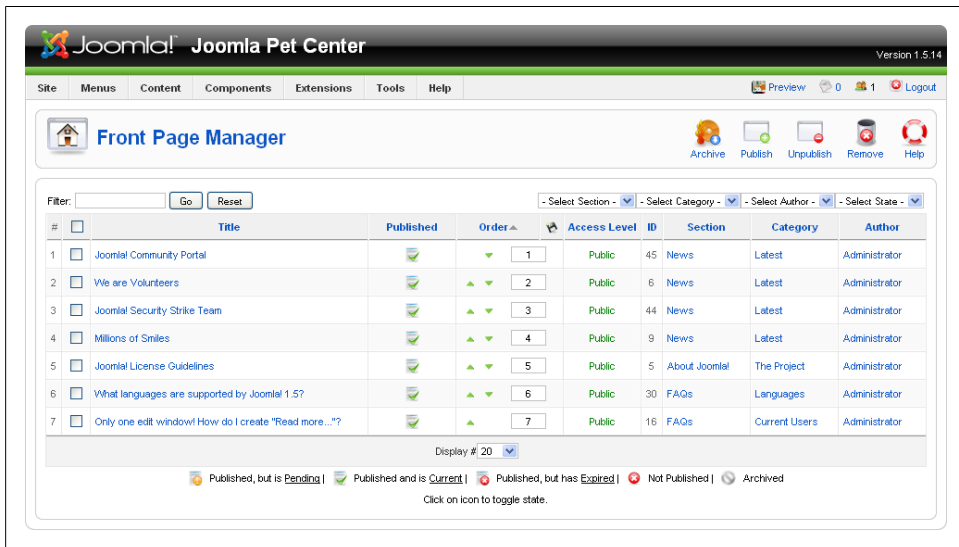 Joomla!™ Joomla Pet Center
Version 1.5.14
Site Menus Content Components Extensions Tools Help Preview 0 1 Logout
Front Page Manager
Archive Publish Unpublish Remove Help
Filter: Go Reset - Select Section - - Select Category - - Select Author - - Select State -
# Title Published Order Access Level ID Section Category Author
1 Joomla! Community Portal 1 Public 45 News Latest Administrator
2 We are Volunteers 2 Public 6 News Latest Administrator
3 Joomla! Security Strike Team 3 Public 44 News Latest Administrator
4 Millions of Smiles 4 Public 9 News Latest Administrator
5 Joomla! License Guidelines 5 Public 5 About Joomla! The Project Administrator
6 What languages are supported by Joomla! 1.5? 6 Public 30 FAQs Languages Administrator
7 Only one edit window! How do I create "Read more..."? 7 Public 16 FAQs Current Users Administrator
Display # 20
Published, but is Pending | Published and is Current | Published, but has Expired | Not Published | Archived
Click on icon to toggle state.